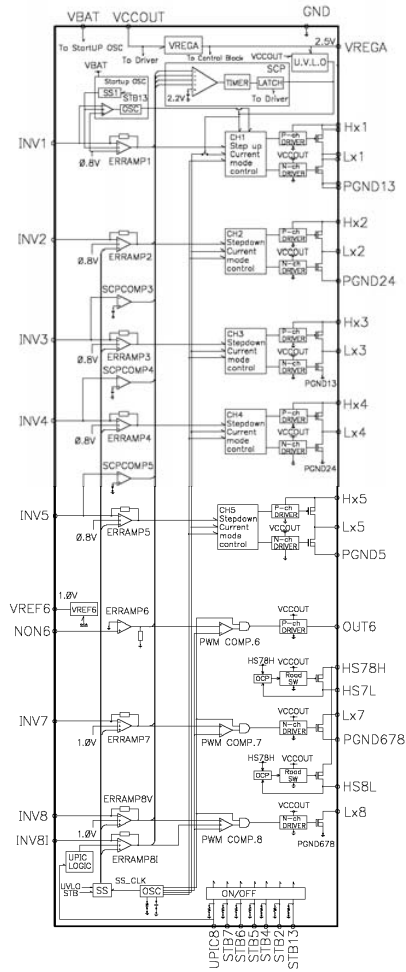 VBAT
VCCOUT
GND
To StartUP OSC
To Driver
VREGA
To Control Block
2.5V
VREGA
VCCOUT
U.V.L.O
SCP
TIMER
LATCH
2.2V
To Driver
VBAT
Startup OSC
SS1
STB13
OSC
INV1
0.8V
ERRAMP1
CH1
Step up
Current
mode
control
P-ch
DRIVER
VCCOUT
N-ch
DRIVER
Hx1
Lx1
PGND13
INV2
0.8V
ERRAMP2
CH2
Stepdown
Current
mode
control
P-ch
DRIVER
VCCOUT
N-ch
DRIVER
Hx2
Lx2
PGND24
SCPCOMP3
INV3
0.8V
ERRAMP3
CH3
Stepdown
Current
mode
control
P-ch
DRIVER
VCCOUT
N-ch
DRIVER
Hx3
Lx3
PGND13
SCPCOMP4
INV4
0.8V
ERRAMP4
CH4
Stepdown
Current
mode
control
P-ch
DRIVER
VCCOUT
N-ch
DRIVER
Hx4
Lx4
PGND24
SCPCOMP5
INV5
0.8V
ERRAMP5
CH5
Stepdown
Current
mode
control
P-ch
DRIVER
VCCOUT
N-ch
DRIVER
Hx5
Lx5
PGND5
1.0V
VREF6
VREF6
NON6
ERRAMP6
PWM COMP.6
VCCOUT
P-ch
DRIVER
OUT6
HS78H
VCCOUT
OCP
Road
SW
HS78H
HS7L
INV7
1.0V
ERRAMP7
PWM COMP.7
VCCOUT
N-ch
DRIVER
Lx7
PGND678
HS78H
VCCOUT
OCP
Road
SW
HS8L
INV8
INV8I
1.0V
ERRAMP8V
ERRAMP8I
PWM COMP.8
VCCOUT
N-ch
DRIVER
Lx8
PGND678
UPIC
LOGIC
UVLO
STB
SS
SS_CLK
OSC
ON/OFF
UPIC8
STB7
STB6
STB5
STB4
STB2
STB13